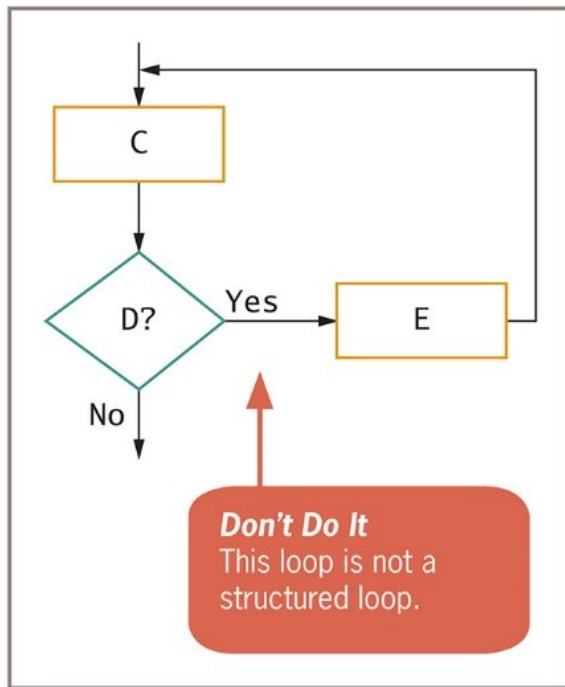 C
D?
Yes
E
No
Don't Do It
This loop is not a
structured loop.